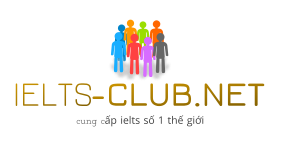 IELTS-CLUB.NET
cung cấp ielts số 1 thế giới